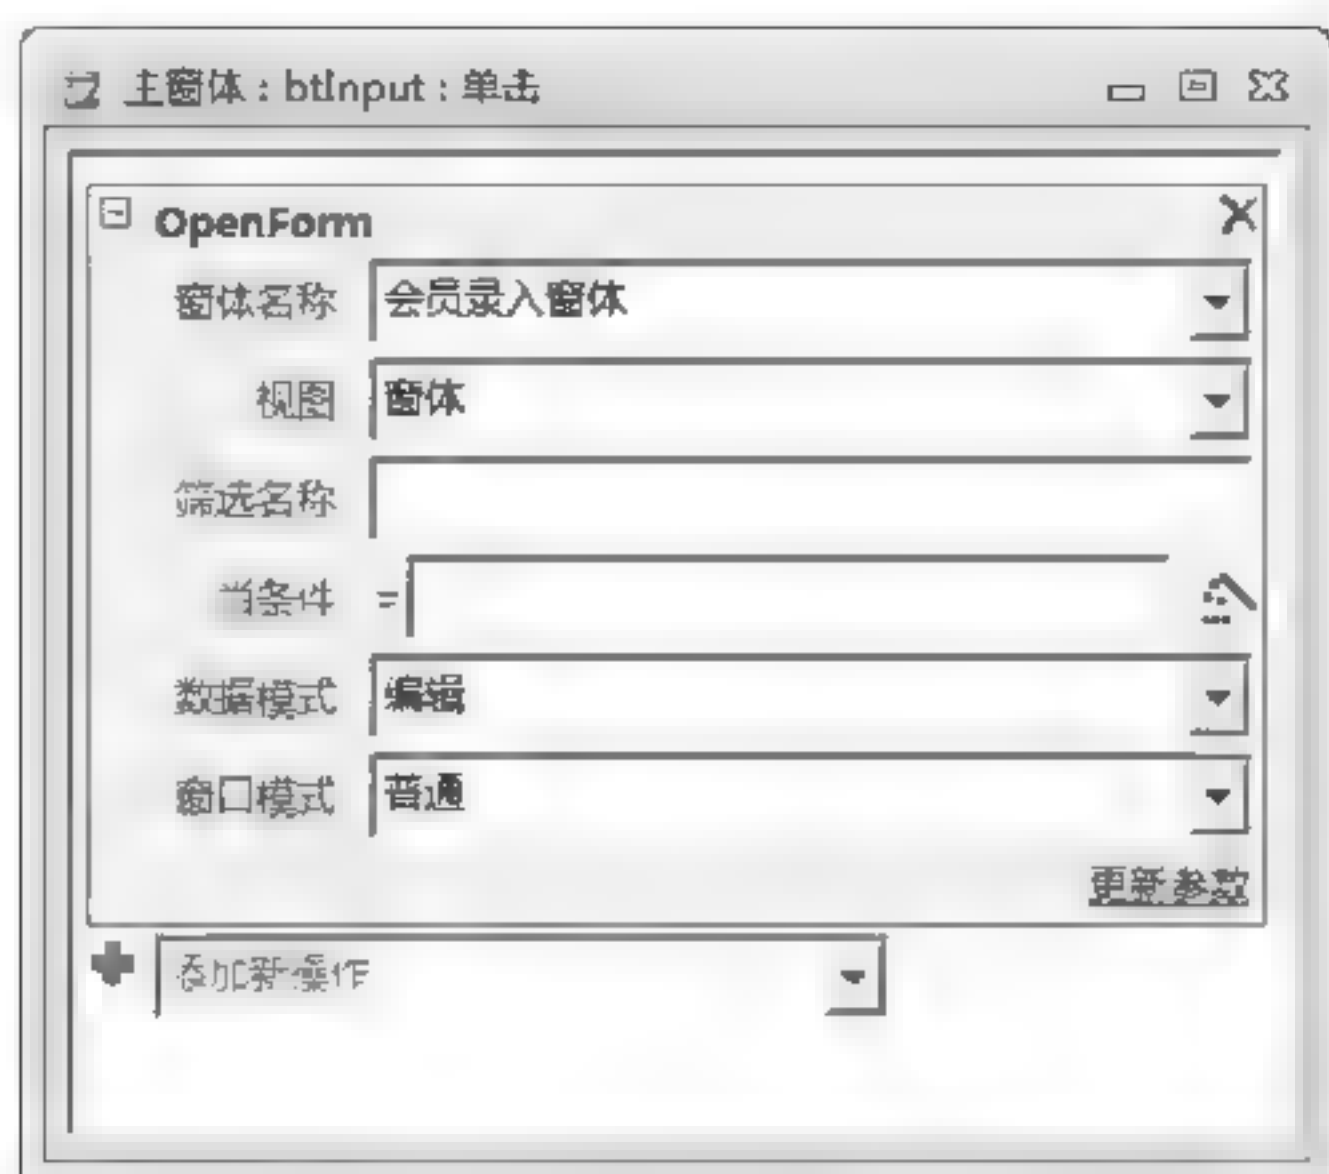 主窗体 : btInput : 单击
OpenForm
窗体名称 会员录入窗体
视图 窗体
筛选名称
当条件 =
数据模式 编辑
窗口模式 普通
更新参数
添加新操作